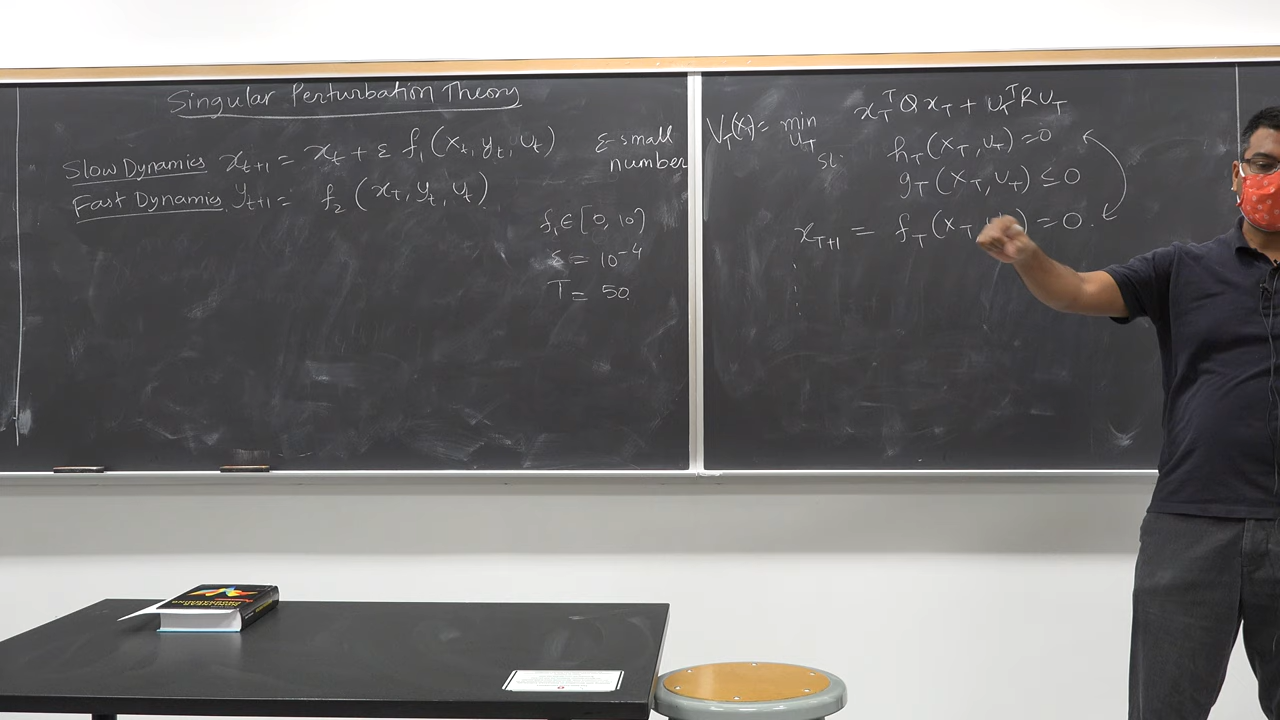 Singular Perturbation Theory
Slow Dynamics x_{t+1} = x_t + ε f_1(x_t, y_t, u_t)
ε-small number
Fast Dynamics y_{t+1} = f_2(x_t, y_t, u_t)
f_1 ∈ [0, 10]
ε = 10^{-4}
T = 50
V_T(x_T) = min_{u_T} x_T^T Q x_T + u_T^T R u_T
s.t. h_T(x_T, u_T) = 0
g_T(x_T, u_T) ≤ 0
x_{T+1} = f_T(x_T, ) = 0.